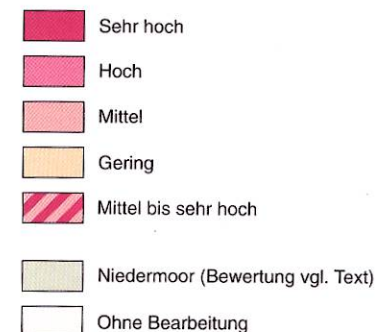 Sehr hoch
Hoch
Mittel
Gering
Mittel bis sehr hoch
Niedermoor (Bewertung vgl. Text)
Ohne Bearbeitung